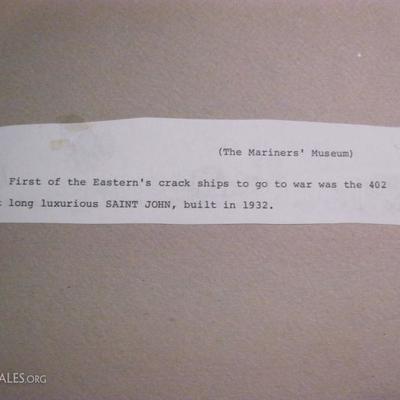 (The Mariners' Museum)
First of the Eastern's crack ships to go to war was the 402
long luxurious SAINT JOHN, built in 1932.
ALES.ORG